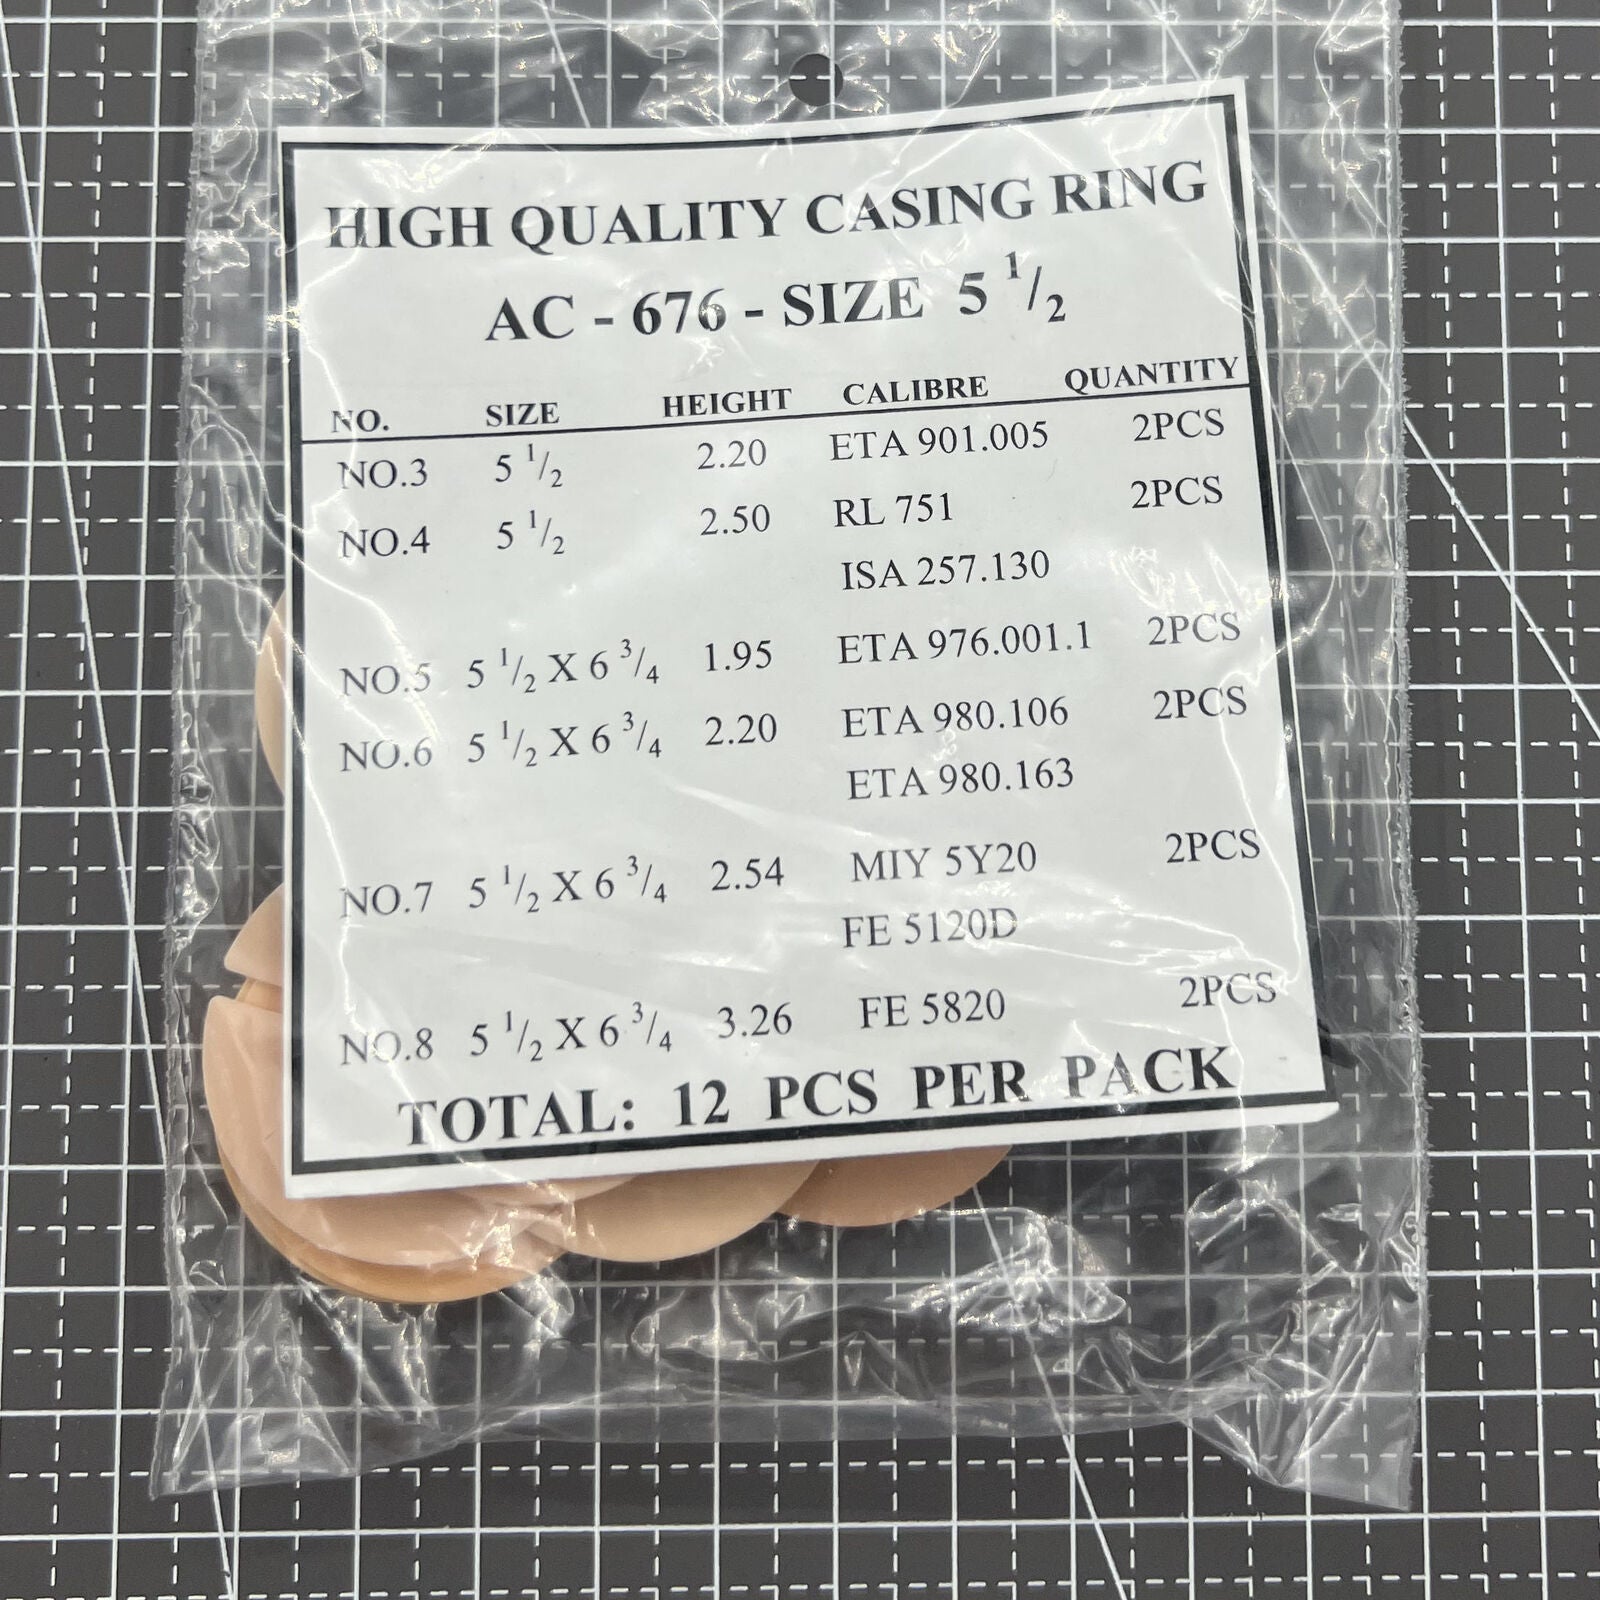 HIGH QUALITY CASING RING
AC - 676 - SIZE 5 1/2
NO. SIZE HEIGHT CALIBRE QUANTITY
NO.3 5 1/2 2.20 ETA 901.005 2PCS
NO.4 5 1/2 2.50 RL 751 2PCS
ISA 257.130
NO.5 5 1/2 X 6 3/4 1.95 ETA 976.001.1 2PCS
NO.6 5 1/2 X 6 3/4 2.20 ETA 980.106 2PCS
ETA 980.163
NO.7 5 1/2 X 6 3/4 2.54 MIY 5Y20 2PCS
FE 5120D
NO.8 5 1/2 X 6 3/4 3.26 FE 5820 2PCS
TOTAL: 12 PCS PER PACK